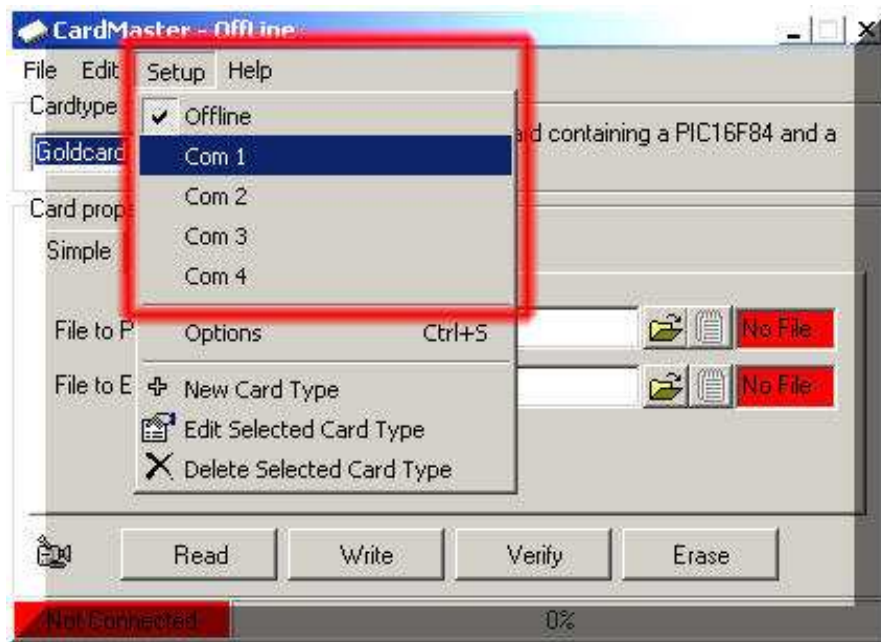 CardMaster - OffLine
File Edit Setup Help
Cardtype
Goldcard
d containing a PIC16F84 and a
Offline
Com 1
Com 2
Com 3
Com 4
Options Ctrl+S
New Card Type
Edit Selected Card Type
Delete Selected Card Type
Card prope
Simple
File to P
No File
File to E
No File
Read Write Verify Erase
Not Connected 0%